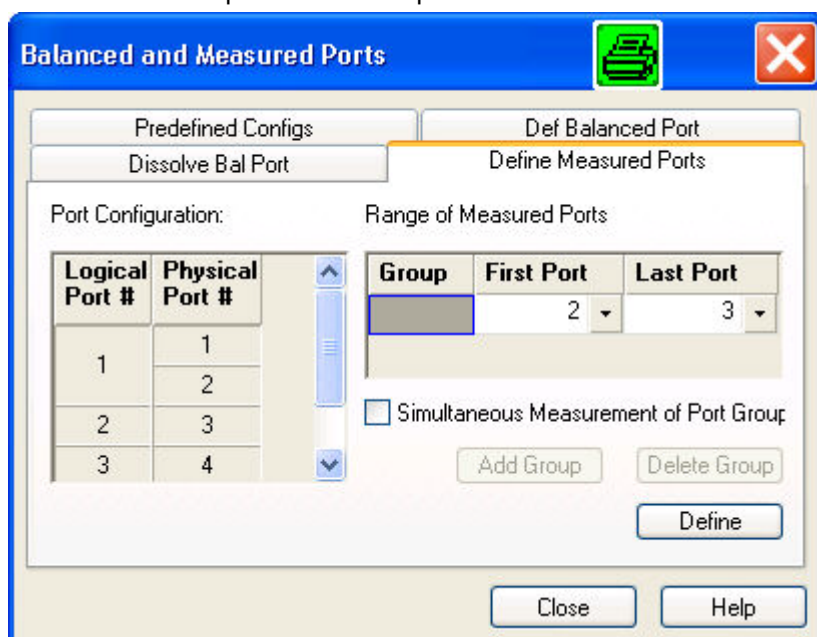 Balanced and Measured Ports
Predefined Configs
Def Balanced Port
Dissolve Bal Port
Define Measured Ports
Port Configuration:
Range of Measured Ports
Logical Port #
Physical Port #
1
1
2
2
3
3
4
Group
First Port
Last Port
2
3
Simultaneous Measurement of Port Group
Add Group
Delete Group
Define
Close
Help